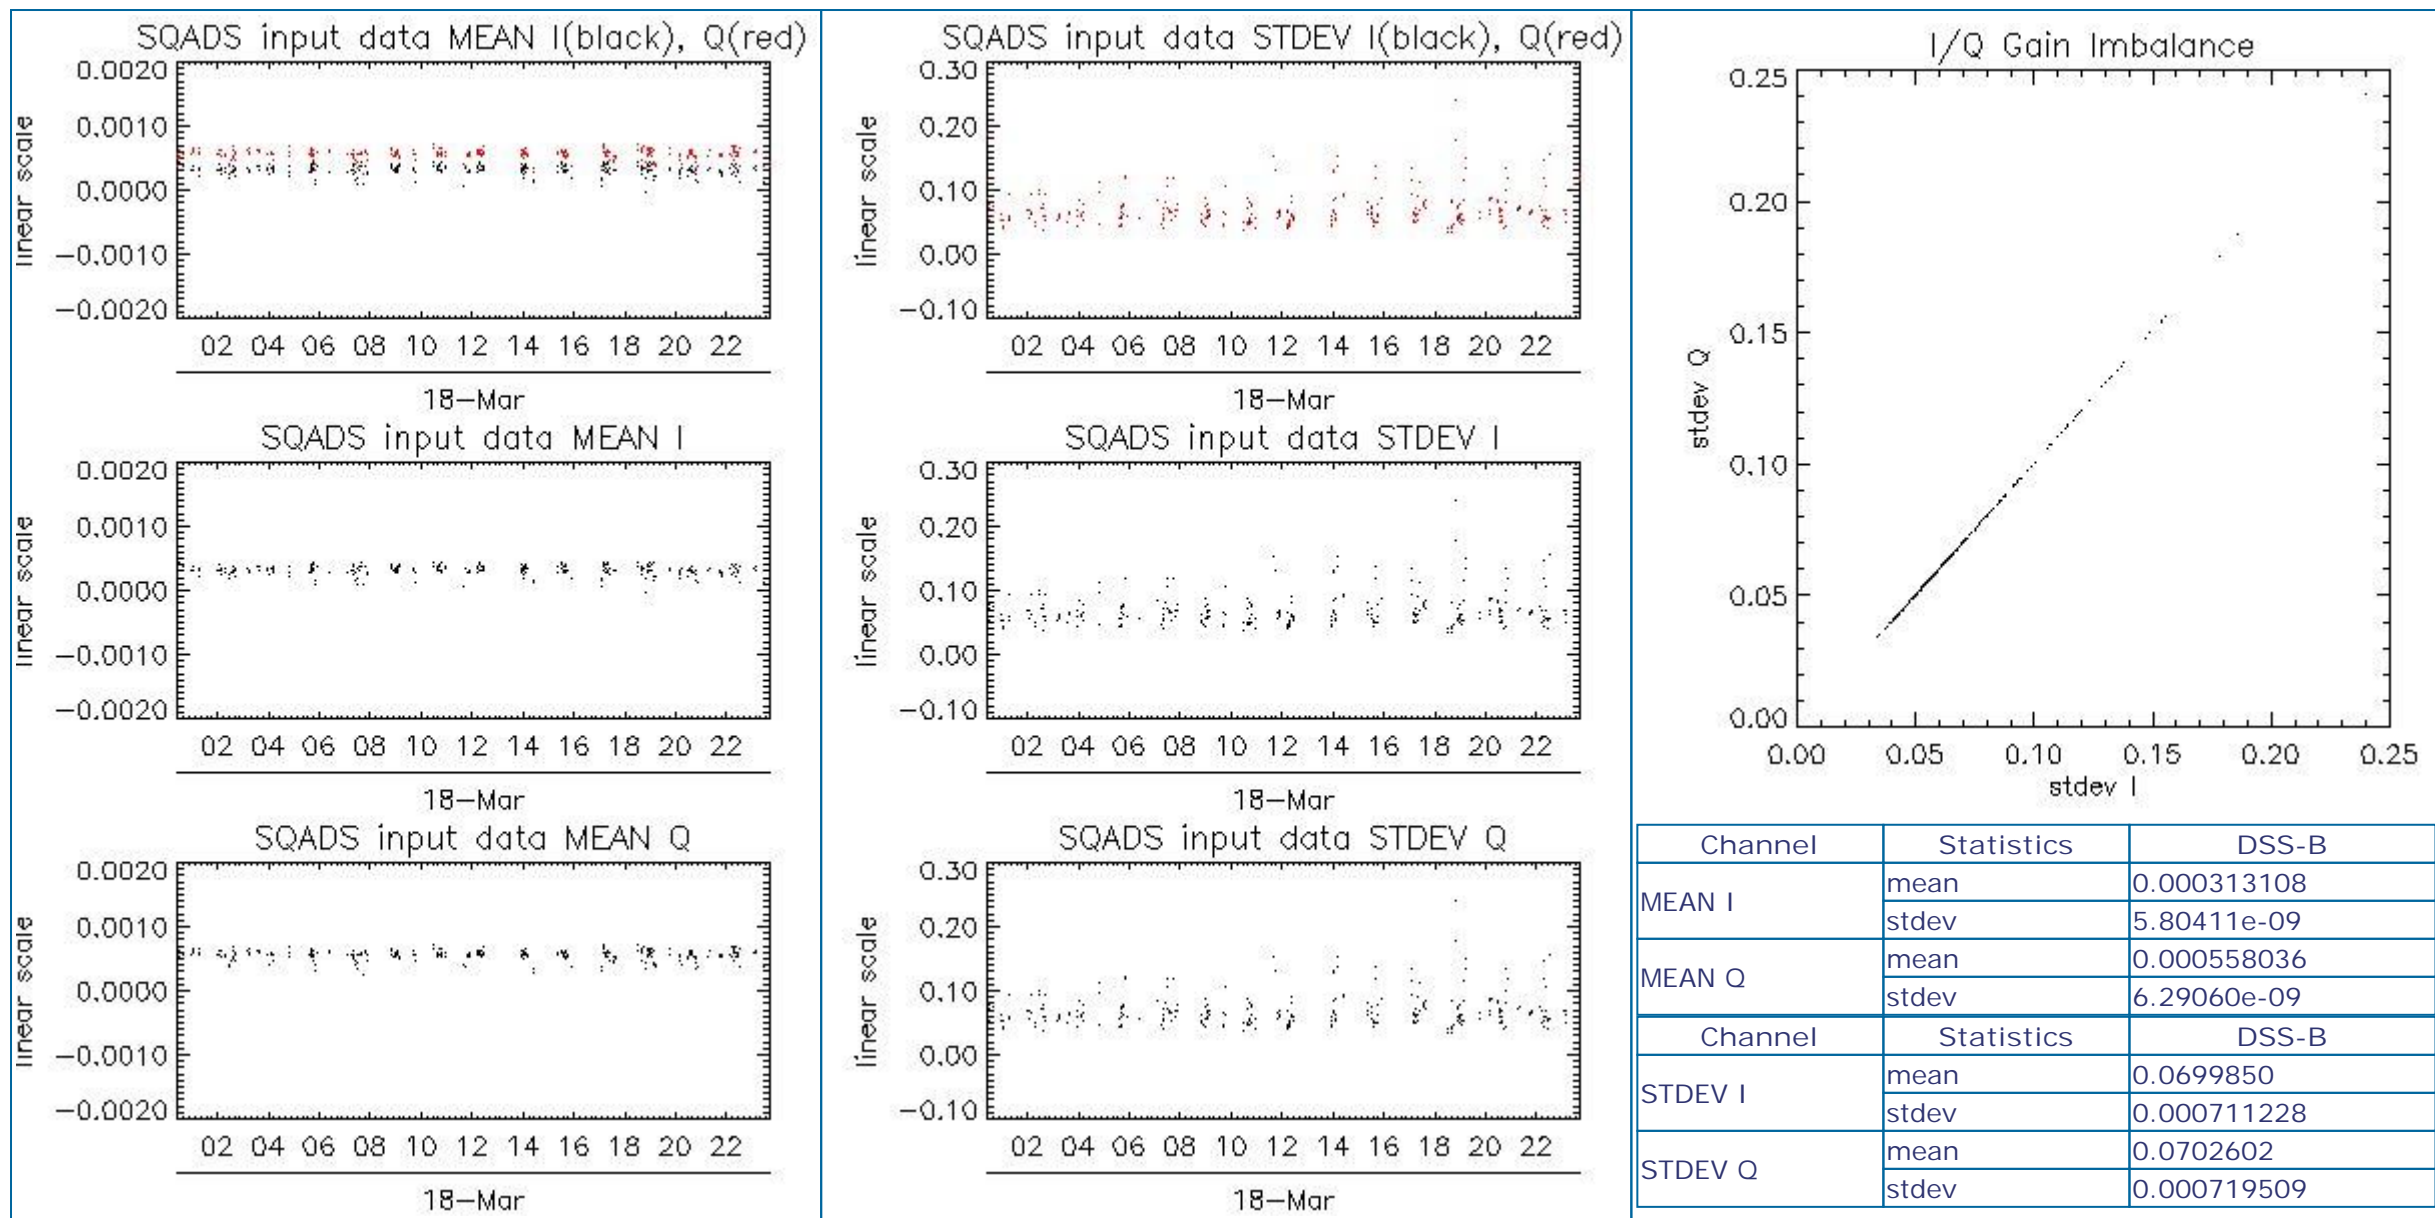 SQADS input data MEAN I(black), Q(red)
linear scale
0.0020
0.0010
0.0000
−0.0010
−0.0020
02 04 06 08 10 12 14 16 18 20 22
18−Mar
SQADS input data MEAN I
linear scale
0.0020
0.0010
0.0000
−0.0010
−0.0020
02 04 06 08 10 12 14 16 18 20 22
18−Mar
SQADS input data MEAN Q
linear scale
0.0020
0.0010
0.0000
−0.0010
−0.0020
02 04 06 08 10 12 14 16 18 20 22
18−Mar
SQADS input data STDEV I(black), Q(red)
linear scale
0.30
0.20
0.10
0.00
−0.10
02 04 06 08 10 12 14 16 18 20 22
18−Mar
SQADS input data STDEV I
linear scale
0.30
0.20
0.10
0.00
−0.10
02 04 06 08 10 12 14 16 18 20 22
18−Mar
SQADS input data STDEV Q
linear scale
0.30
0.20
0.10
0.00
−0.10
02 04 06 08 10 12 14 16 18 20 22
18−Mar
I/Q Gain Imbalance
stdev Q
0.25
0.20
0.15
0.10
0.05
0.00
0.00 0.05 0.10 0.15 0.20 0.25
stdev I
Channel Statistics DSS-B
MEAN I mean 0.000313108
stdev 5.80411e-09
MEAN Q mean 0.000558036
stdev 6.29060e-09
Channel Statistics DSS-B
STDEV I mean 0.0699850
stdev 0.000711228
STDEV Q mean 0.0702602
stdev 0.000719509